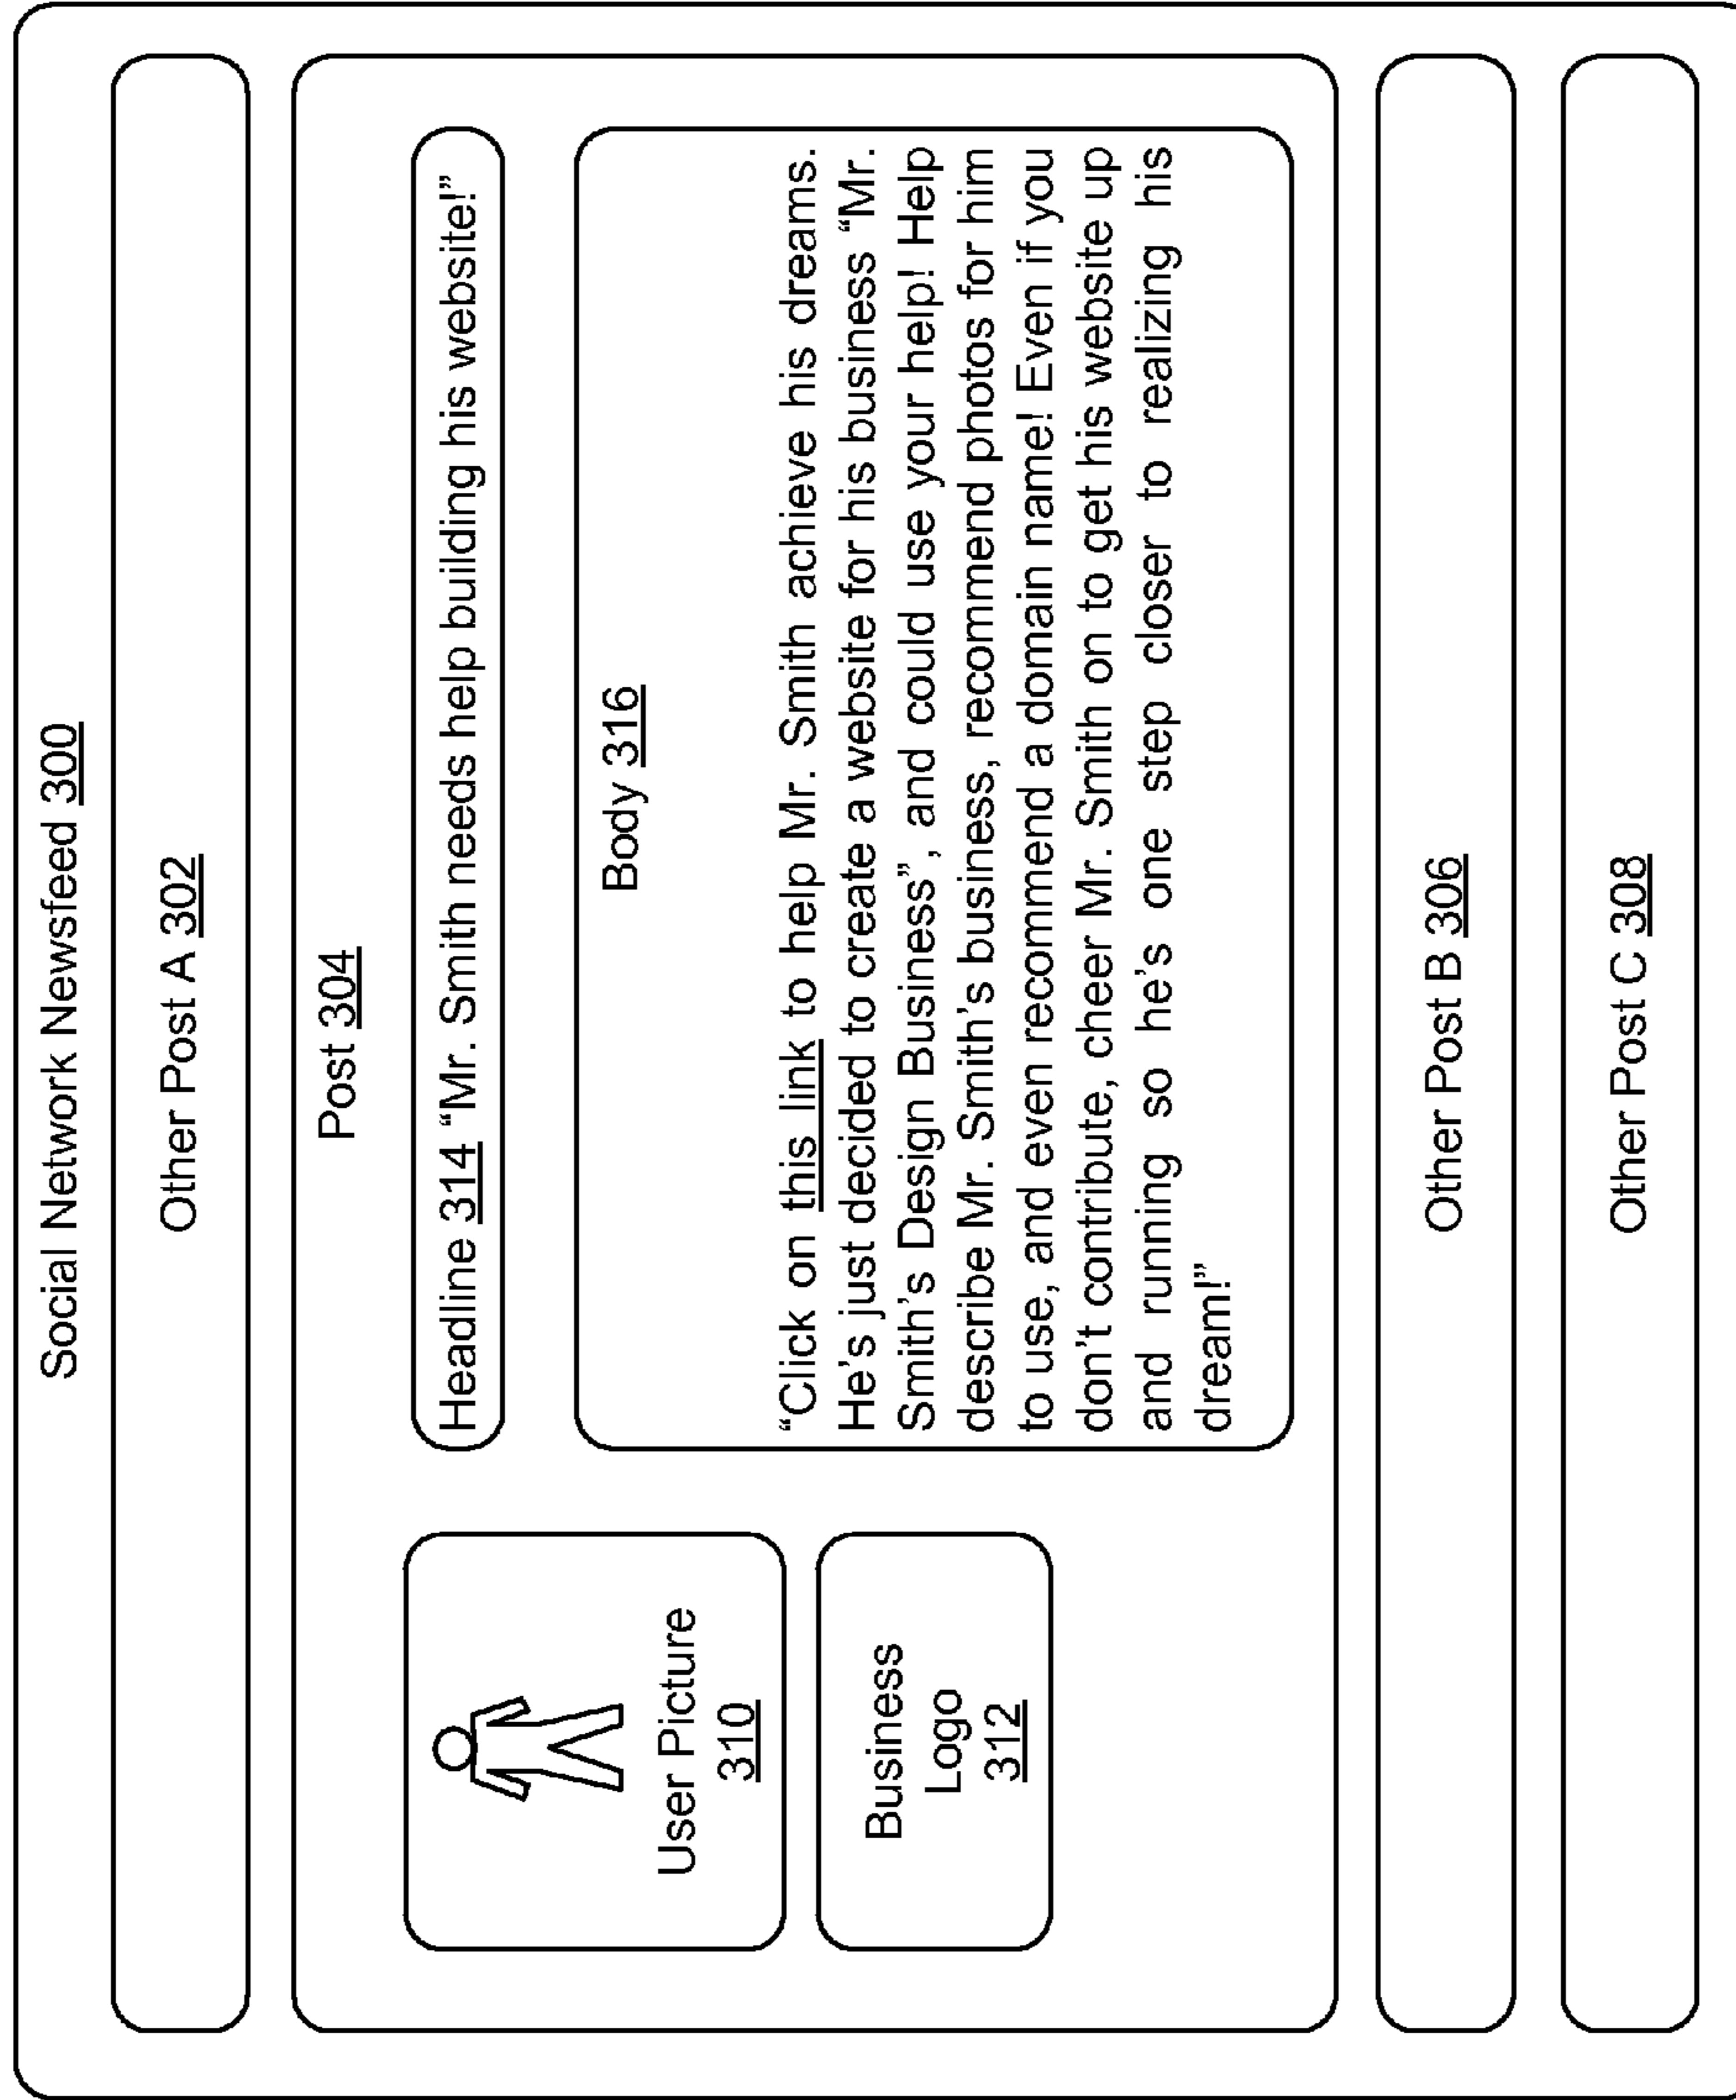 Social Network Newsfeed 300
Other Post A 302
Post 304
User Picture
310
Business
Logo
312
Headline 314 “Mr. Smith needs help building his website!”
Body 316
“Click on this link to help Mr. Smith achieve his dreams.
He’s just decided to create a website for his business “Mr.
Smith’s Design Business”, and could use your help! Help
describe Mr. Smith’s business, recommend photos for him
to use, and even recommend a domain name! Even if you
don’t contribute, cheer Mr. Smith on to get his website up
and running so he’s one step closer to realizing his
dream!”
Other Post B 306
Other Post C 308